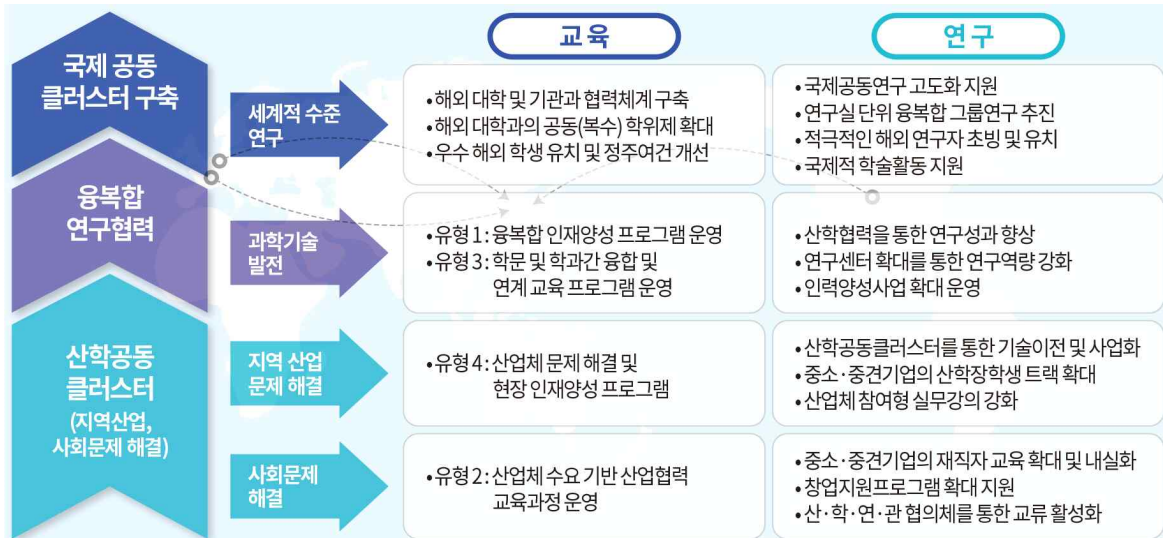 교육
연구
국제 공동
클러스터 구축
세계적 수준
연구
•해외 대학 및 기관과 협력체계 구축
•해외 대학과의 공동(복수) 학위제 확대
•우수 해외 학생 유치 및 정주여건 개선
•국제공동연구 고도화 지원
•연구실 단위 융복합 그룹연구 추진
•적극적인 해외 연구자 초빙 및 유치
•국제적 학술활동 지원
융복합
연구협력
과학기술
발전
•유형 1 : 융복합 인재양성 프로그램 운영
•유형 3 : 학문 및 학과간 융합 및
연계 교육 프로그램 운영
•산학협력을 통한 연구성과 향상
•연구센터 확대를 통한 연구역량 강화
•인력양성사업 확대 운영
산학공동
클러스터
(지역산업,
사회문제 해결)
지역 산업
문제 해결
•유형 4 : 산업체 문제 해결 및
현장 인재양성 프로그램
•산학공동클러스터를 통한 기술이전 및 사업화
•중소·중견기업의 산학장학생 트랙 확대
•산업체 참여형 실무강의 강화
사회문제
해결
•유형 2 : 산업체 수요 기반 산업협력
교육과정 운영
•중소·중견기업의 재직자 교육 확대 및 내실화
•창업지원프로그램 확대 지원
•산·학·연·관 협의체를 통한 교류 활성화